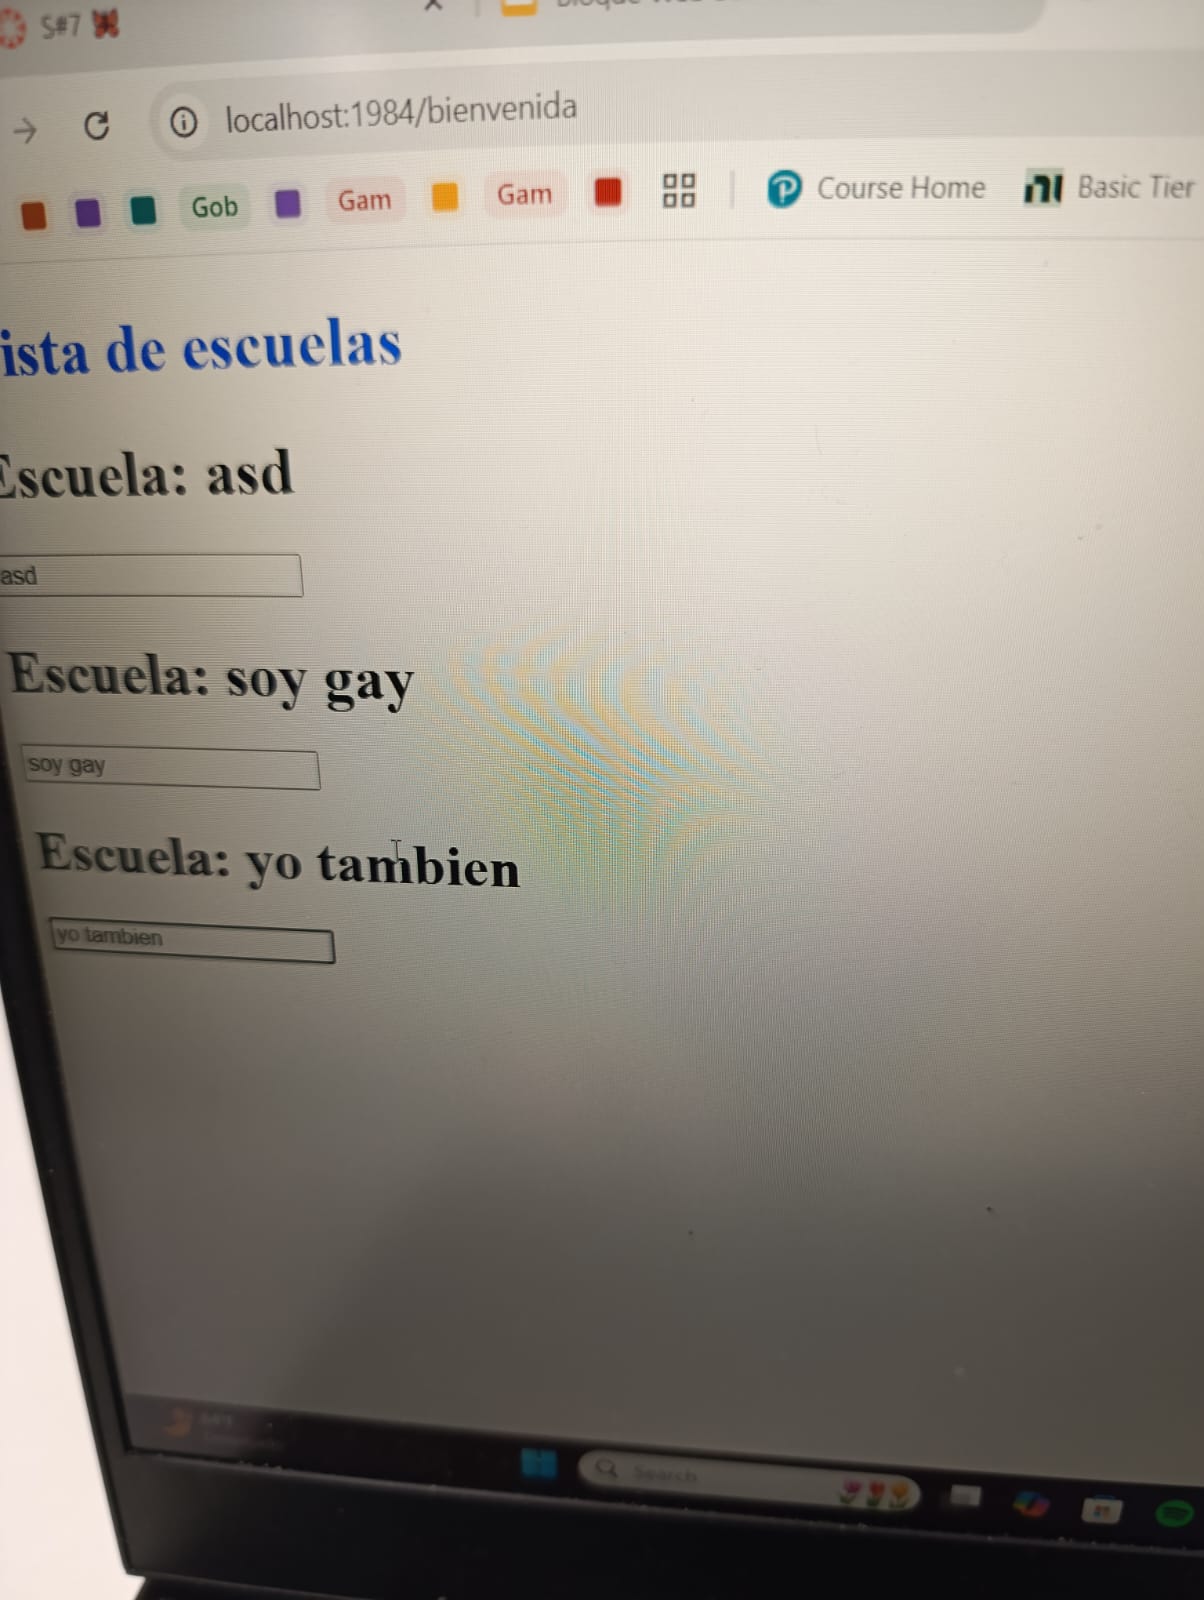 S#7
localhost:1984/bienvenida
Gob Gam Gam Course Home Basic Tier
ista de escuelas
Escuela: asd
asd
Escuela: soy gay
soy gay
Escuela: yo tambien
yo tambien
Search